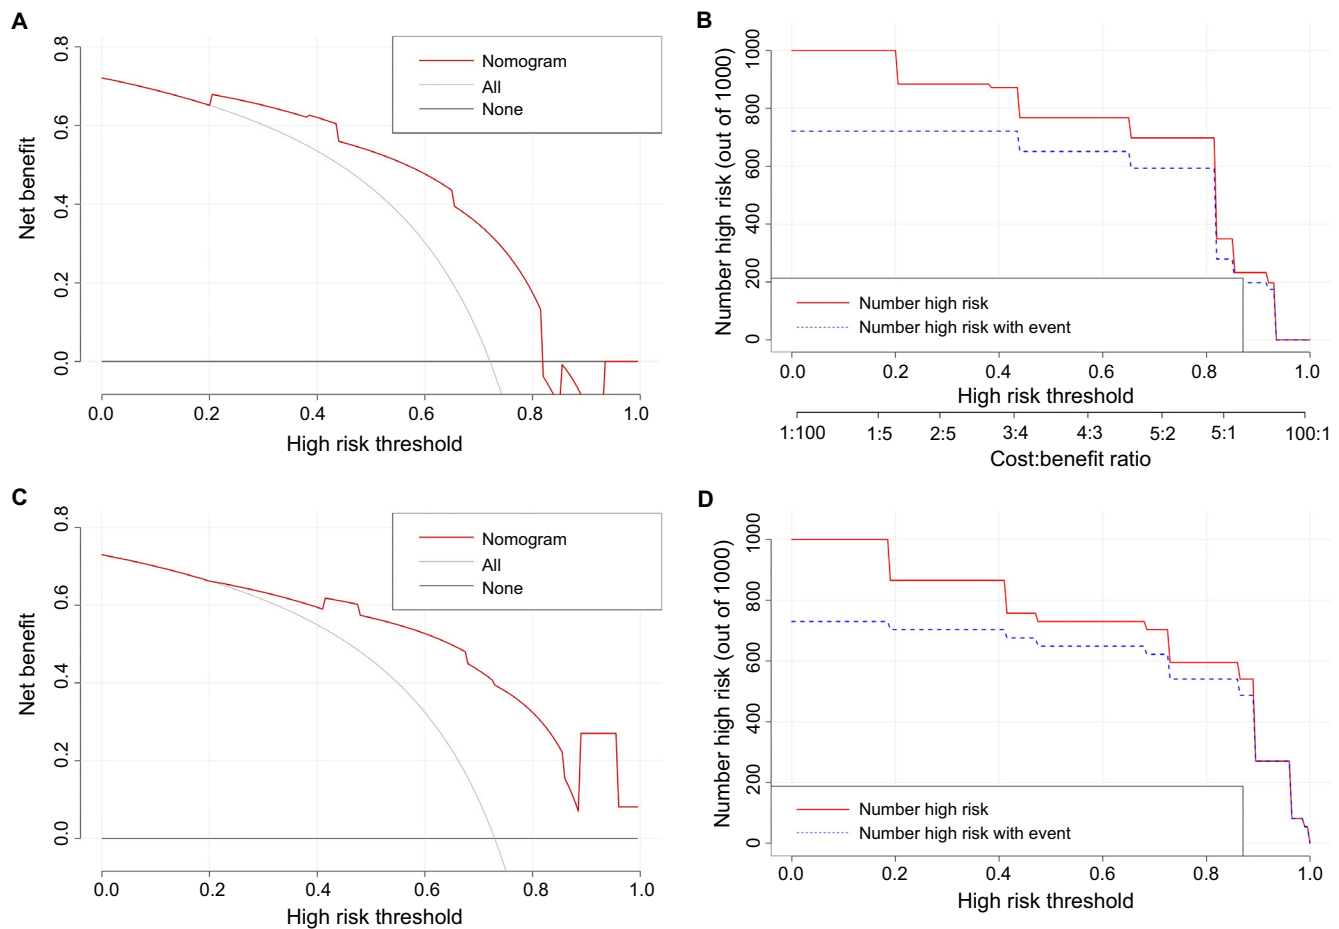 A
Net benefit
0.8
0.6
0.4
0.2
0.0
Nomogram
All
None
0.0 0.2 0.4 0.6 0.8 1.0
High risk threshold
B
Number high risk (out of 1000)
1000
800
600
400
200
0
Number high risk
Number high risk with event
0.0 0.2 0.4 0.6 0.8 1.0
High risk threshold
1:100 1:5 2:5 3:4 4:3 5:2 5:1 100:1
Cost:benefit ratio
C
Net benefit
0.8
0.6
0.4
0.2
0.0
Nomogram
All
None
0.0 0.2 0.4 0.6 0.8 1.0
High risk threshold
D
Number high risk (out of 1000)
1000
800
600
400
200
0
Number high risk
Number high risk with event
0.0 0.2 0.4 0.6 0.8 1.0
High risk threshold